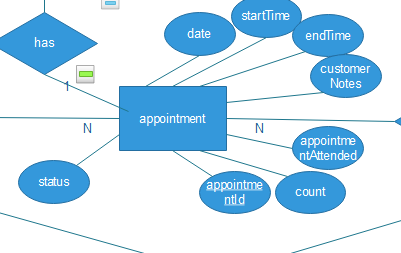 startTime
date
endTime
has
customer
Notes
1
appointment
N
N
appointme
ntAttended
status
appointme
ntId
count